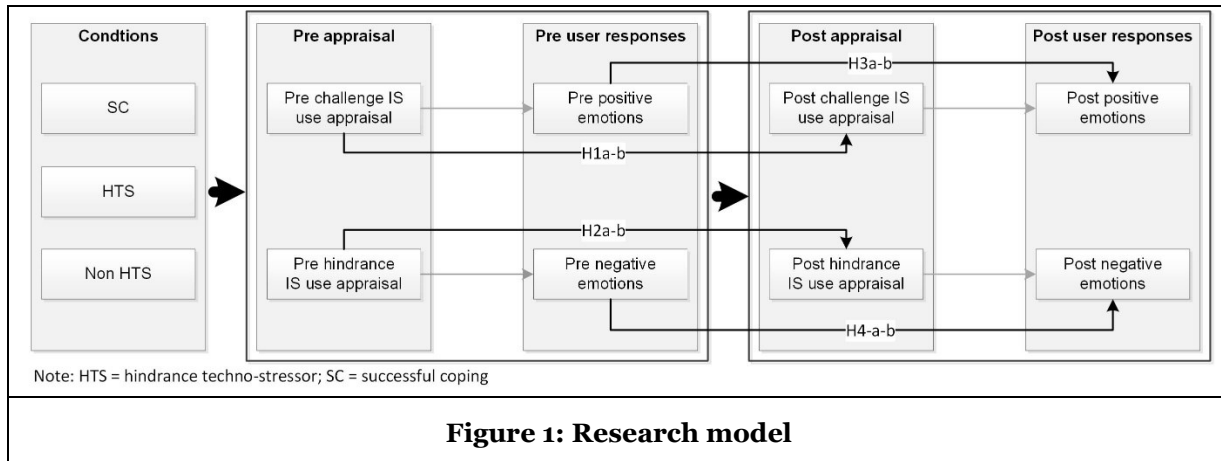 Condtions
SC
HTS
Non HTS
Pre appraisal
Pre challenge IS
use appraisal
Pre hindrance
IS use appraisal
Pre user responses
Pre positive
emotions
Pre negative
emotions
H1a-b
H2a-b
Post appraisal
Post challenge IS
use appraisal
Post hindrance
IS use appraisal
Post user responses
Post positive
emotions
Post negative
emotions
H3a-b
H4-a-b
Note: HTS = hindrance techno-stressor; SC = successful coping
Figure 1: Research model